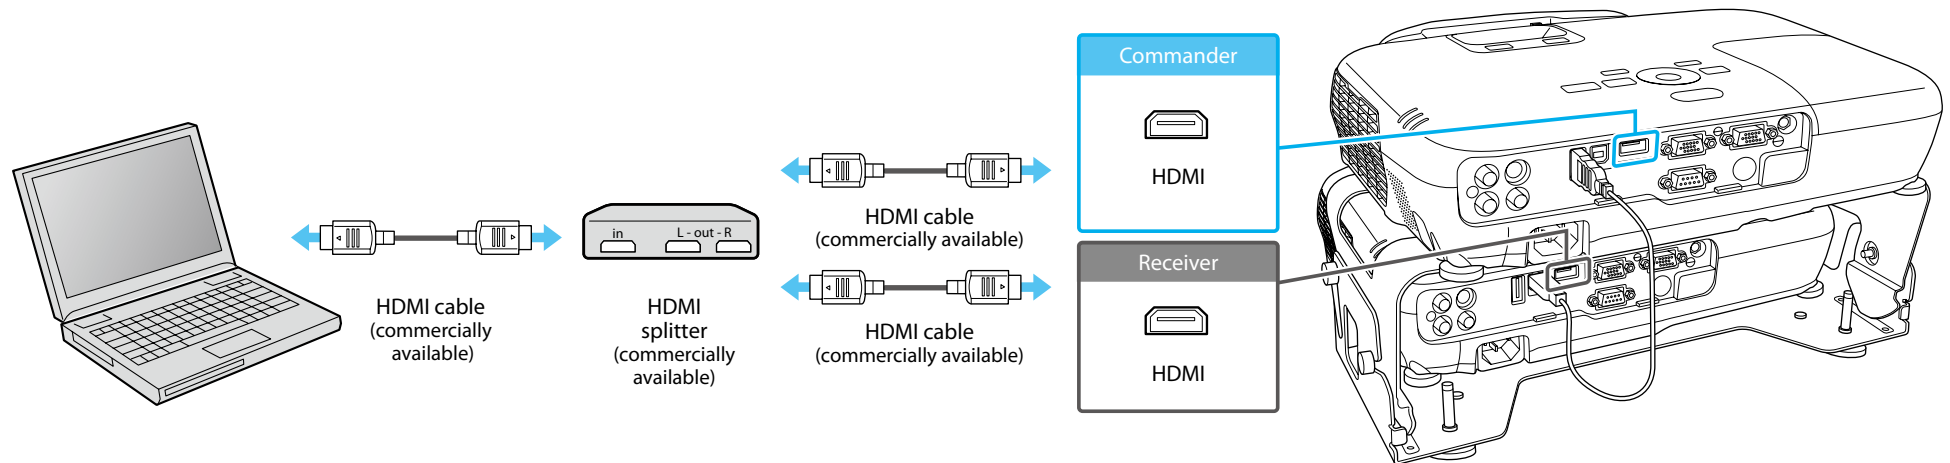 HDMI cable
(commercially
available)
in
L - out - R
HDMI
splitter
(commercially
available)
HDMI cable
(commercially available)
HDMI cable
(commercially available)
Commander
HDMI
Receiver
HDMI